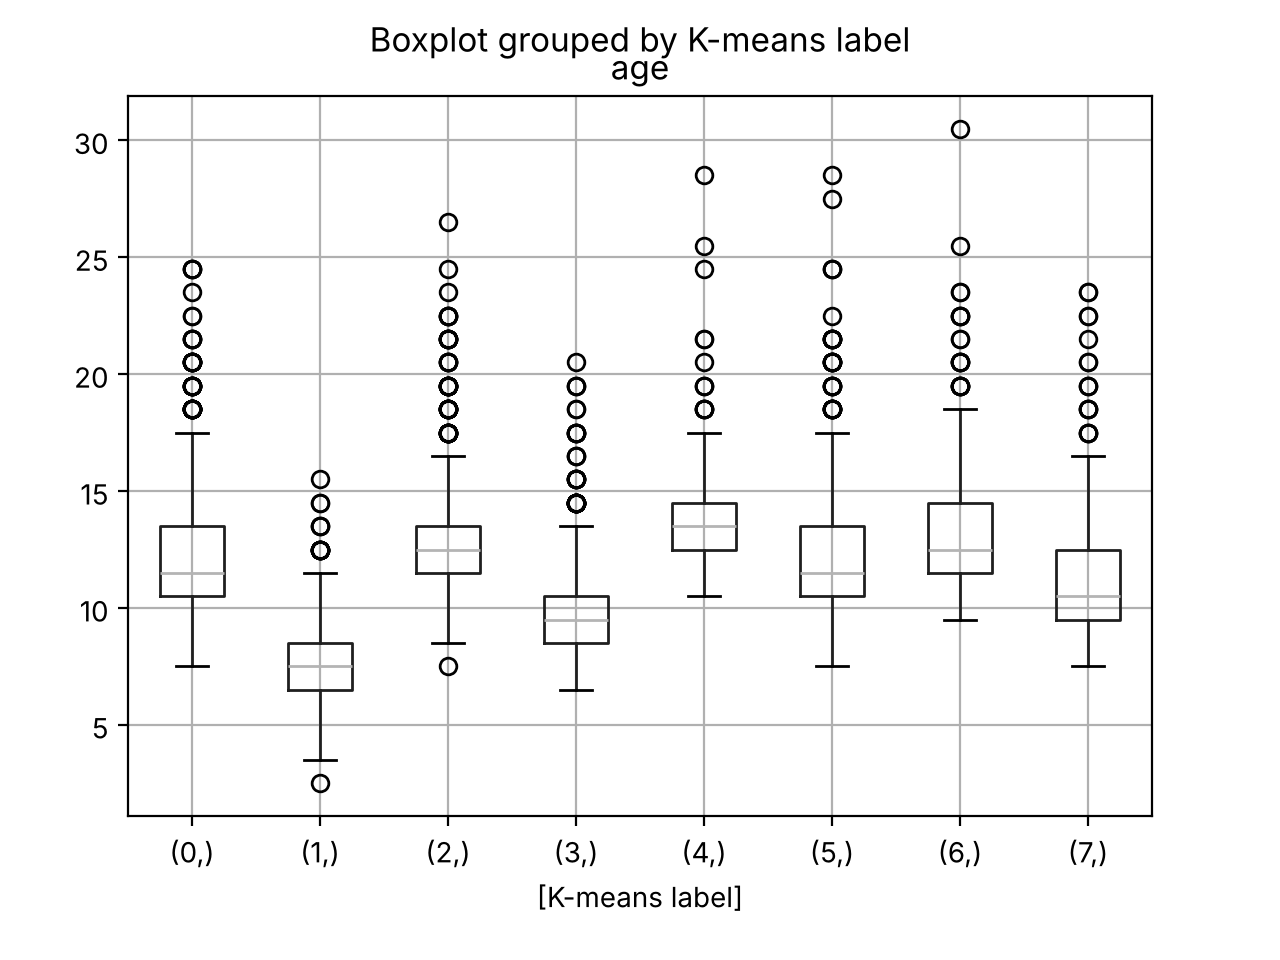 Boxplot grouped by K-means label
age
30
25
20
15
10
5
(0,) (1,) (2,) (3,) (4,) (5,) (6,) (7,)
[K-means label]